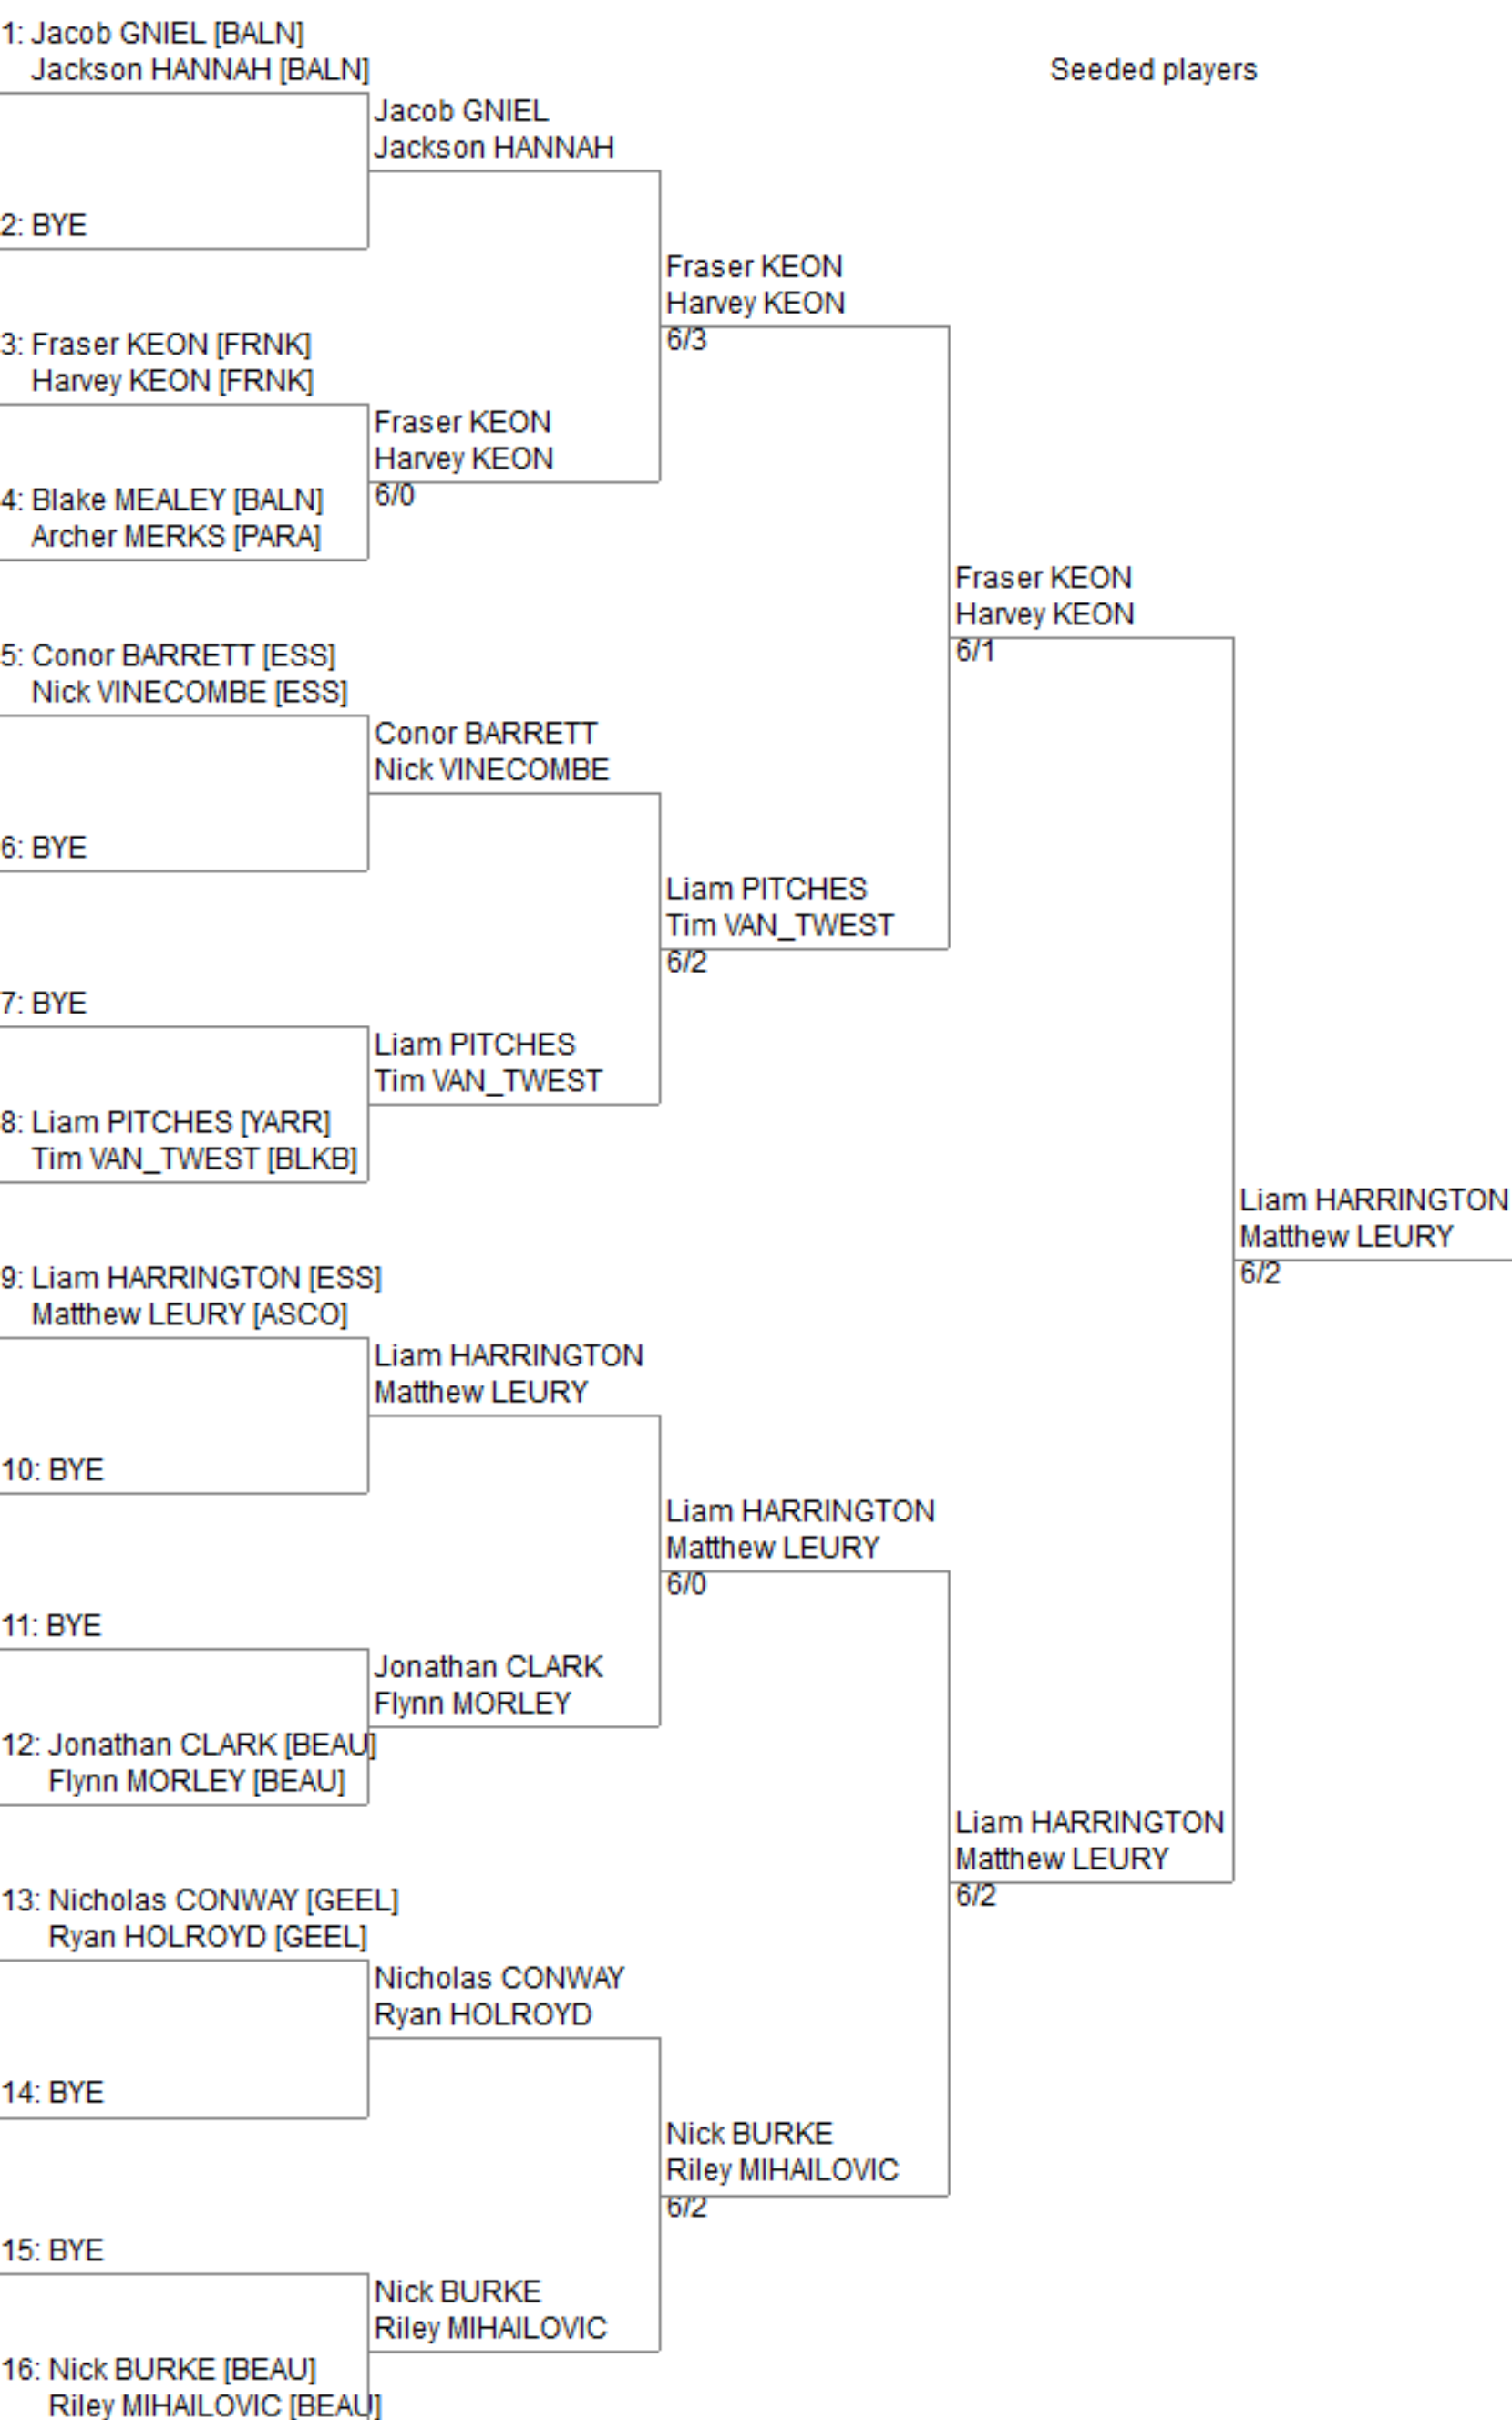 1: Jacob GNIEL [BALN]
Jackson HANNAH [BALN]
Seeded players
Jacob GNIEL
Jackson HANNAH
2: BYE
Fraser KEON
Harvey KEON
6/3
3: Fraser KEON [FRNK]
Harvey KEON [FRNK]
Fraser KEON
Harvey KEON
6/0
4: Blake MEALEY [BALN]
Archer MERKS [PARA]
Fraser KEON
Harvey KEON
6/1
5: Conor BARRETT [ESS]
Nick VINECOMBE [ESS]
Conor BARRETT
Nick VINECOMBE
6: BYE
Liam PITCHES
Tim VAN_TWEST
6/2
7: BYE
Liam PITCHES
Tim VAN_TWEST
8: Liam PITCHES [YARR]
Tim VAN_TWEST [BLKB]
Liam HARRINGTON
Matthew LEURY
6/2
9: Liam HARRINGTON [ESS]
Matthew LEURY [ASCO]
Liam HARRINGTON
Matthew LEURY
10: BYE
Liam HARRINGTON
Matthew LEURY
6/0
11: BYE
Jonathan CLARK
Flynn MORLEY
12: Jonathan CLARK [BEAU]
Flynn MORLEY [BEAU]
Liam HARRINGTON
Matthew LEURY
6/2
13: Nicholas CONWAY [GEEL]
Ryan HOLROYD [GEEL]
Nicholas CONWAY
Ryan HOLROYD
14: BYE
Nick BURKE
Riley MIHAILOVIC
6/2
15: BYE
Nick BURKE
Riley MIHAILOVIC
16: Nick BURKE [BEAU]
Riley MIHAILOVIC [BEAU]